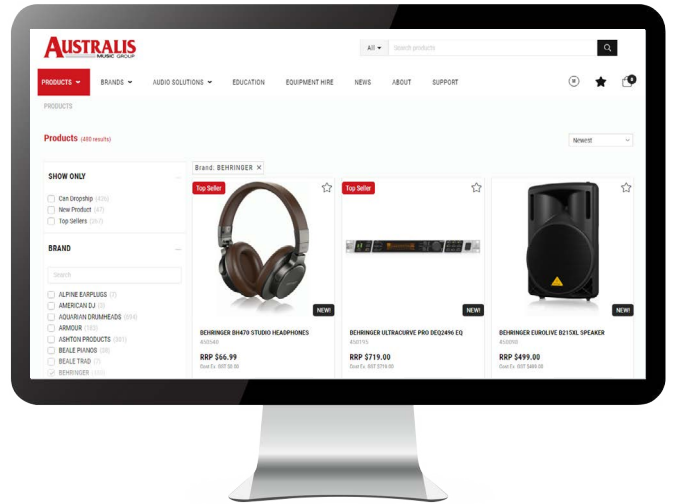 AUSTRALIS
MUSIC GROUP
All
Search products
PRODUCTS
BRANDS
AUDIO SOLUTIONS
EDUCATION
EQUIPMENT HIRE
NEWS
ABOUT
SUPPORT
PRODUCTS
Products
Newest
SHOW ONLY
Can Dropship
New Product (47)
Top Sellers
BRAND
Search
ALPINE EARPLUGS
AMERICAN DJ
AQUARIAN DRUMHEADS
ARMOUR
ASHTON PRODUCTS
BEALE PIANOS
BEALE TRAD
BEHRINGER
Brand: BEHRINGER ×
Top Seller
NEW!
BEHRINGER BH470 STUDIO HEADPHONES
RRP $66.99
Top Seller
NEW!
BEHRINGER ULTRACURVE PRO DEQ2496 EQ
RRP $719.00
NEW!
BEHRINGER EUROLIVE B215XL SPEAKER
RRP $499.00